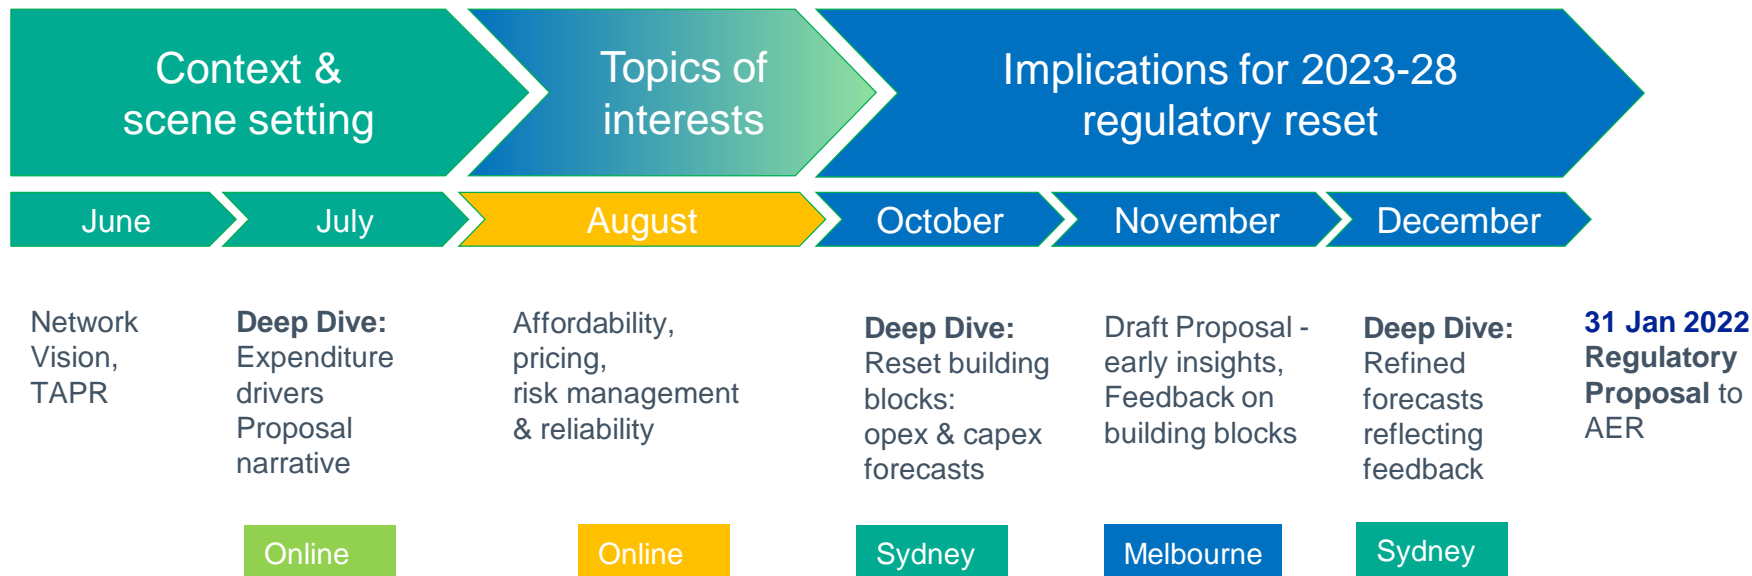 Context &
scene setting
Topics of
interests
Implications for 2023-28
regulatory reset
June
July
August
October
November
December
Network
Vision,
TAPR
Deep Dive:
Expenditure
drivers
Proposal
narrative
Affordability,
pricing,
risk management
& reliability
Deep Dive:
Reset building
blocks:
opex & capex
forecasts
Draft Proposal -
early insights,
Feedback on
building blocks
Deep Dive:
Refined
forecasts
reflecting
feedback
31 Jan 2022
Regulatory
Proposal to
AER
Online
Online
Sydney
Melbourne
Sydney